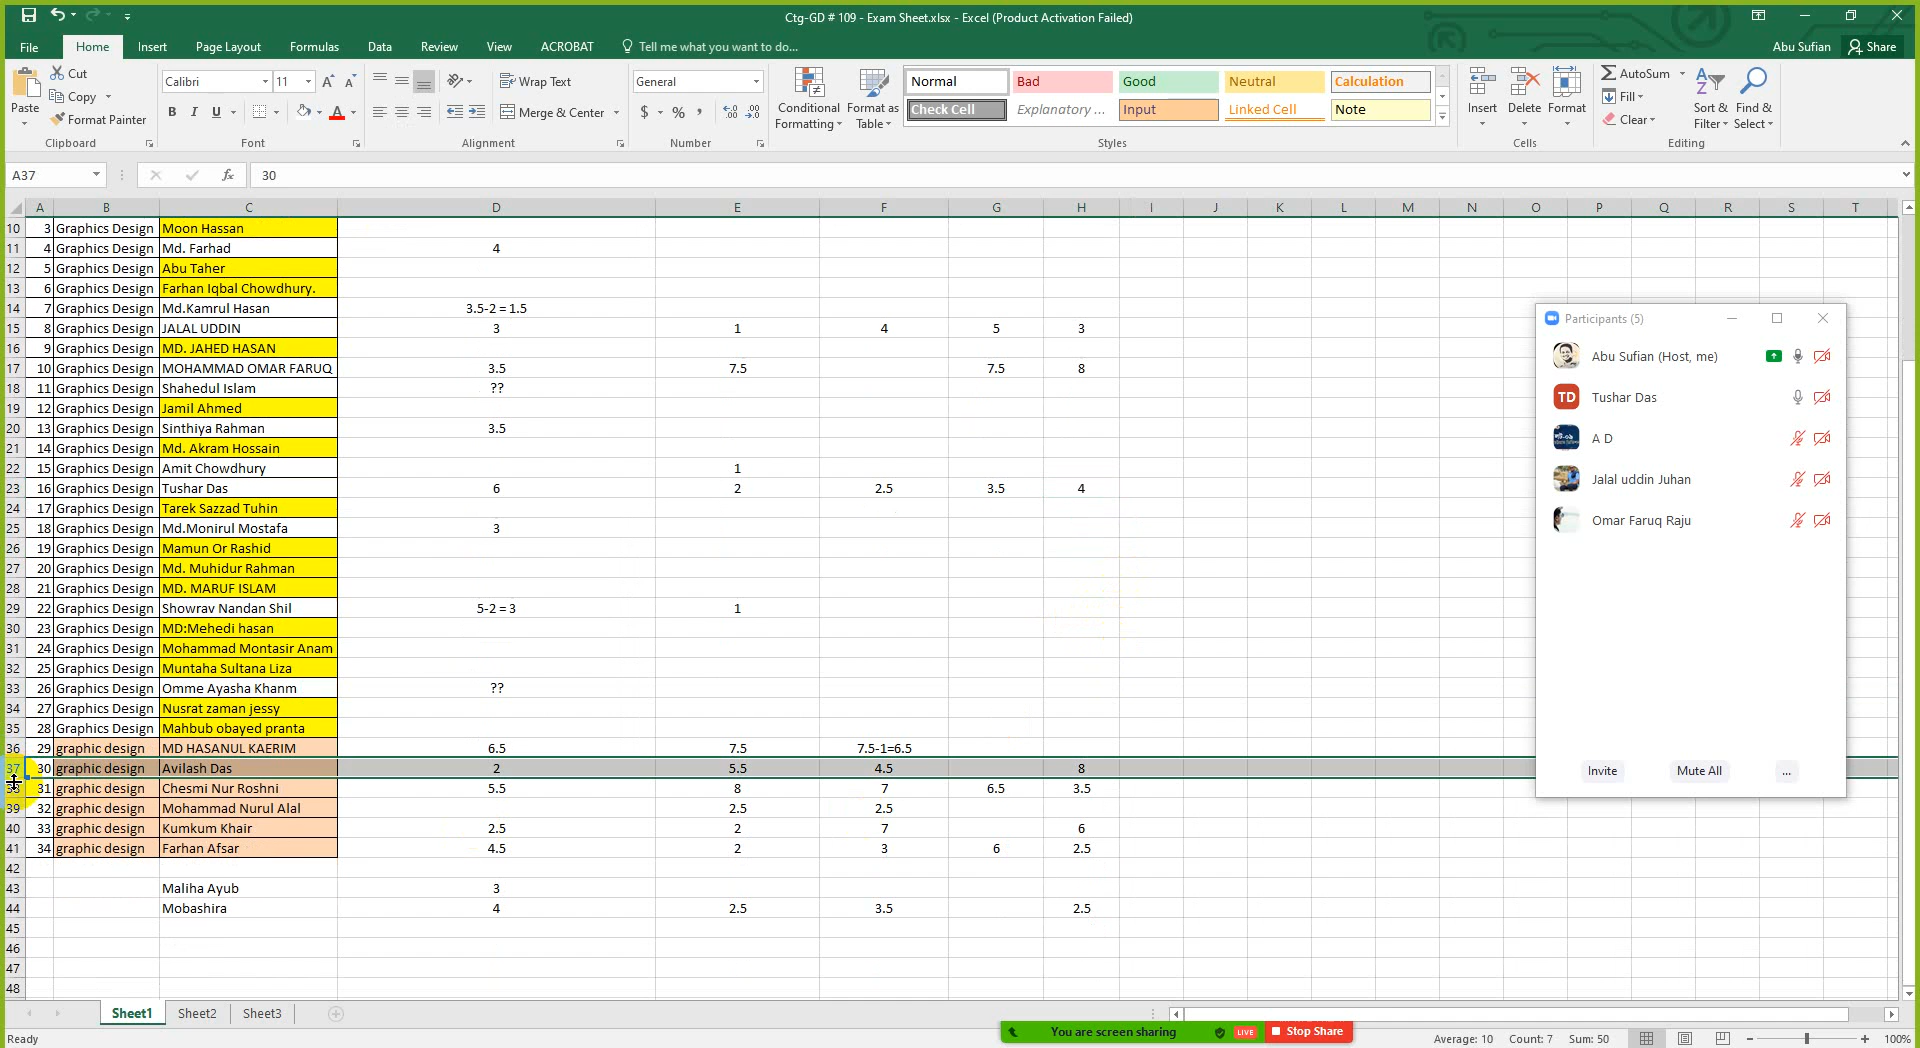 Ctg-GD # 109 - Exam Sheet.xlsx - Excel (Product Activation Failed)
File Home Insert Page Layout Formulas Data Review View ACROBAT Tell me what you want to do... Abu Sufian Share
Paste Cut Copy Format Painter Clipboard
Calibri 11 B I U A Font
Wrap Text Merge & Center Alignment
General $ % , Number
Conditional Formatting Format as Table
Normal Bad Good Neutral Calculation
Check Cell Explanatory ... Input Linked Cell Note
Styles
Insert Delete Format Cells
AutoSum Fill Clear Sort & Filter Find & Select Editing
A37 fx 30
A B C D E F G H I J K L M N O P Q R S T
10 3 Graphics Design Moon Hassan
11 4 Graphics Design Md. Farhad 4
12 5 Graphics Design Abu Taher
13 6 Graphics Design Farhan Iqbal Chowdhury.
14 7 Graphics Design Md.Kamrul Hasan 3.5-2 = 1.5
15 8 Graphics Design JALAL UDDIN 3 1 4 5 3
16 9 Graphics Design MD. JAHED HASAN
17 10 Graphics Design MOHAMMAD OMAR FARUQ 3.5 7.5 7.5 8
18 11 Graphics Design Shahedul Islam ??
19 12 Graphics Design Jamil Ahmed
20 13 Graphics Design Sinthiya Rahman 3.5
21 14 Graphics Design Md. Akram Hossain
22 15 Graphics Design Amit Chowdhury 1
23 16 Graphics Design Tushar Das 6 2 2.5 3.5 4
24 17 Graphics Design Tarek Sazzad Tuhin
25 18 Graphics Design Md.Monirul Mostafa 3
26 19 Graphics Design Mamun Or Rashid
27 20 Graphics Design Md. Muhidur Rahman
28 21 Graphics Design MD. MARUF ISLAM
29 22 Graphics Design Showrav Nandan Shil 5-2 = 3 1
30 23 Graphics Design MD:Mehedi hasan
31 24 Graphics Design Mohammad Montasir Anam
32 25 Graphics Design Muntaha Sultana Liza
33 26 Graphics Design Omme Ayasha Khanm ??
34 27 Graphics Design Nusrat zaman jessy
35 28 Graphics Design Mahbub obayed pranta
36 29 graphic design MD HASANUL KAERIM 6.5 7.5 7.5-1=6.5
37 30 graphic design Avilash Das 2 5.5 4.5 8
31 graphic design Chesmi Nur Roshni 5.5 8 7 6.5 3.5
39 32 graphic design Mohammad Nurul Alal 2.5 2.5
40 33 graphic design Kumkum Khair 2.5 2 7 6
41 34 graphic design Farhan Afsar 4.5 2 3 6 2.5
42
43 Maliha Ayub 3
44 Mobashira 4 2.5 3.5 2.5
45
46
47
48
Participants (5)
Abu Sufian (Host, me)
TD Tushar Das
A D
Jalal uddin Juhan
Omar Faruq Raju
Invite Mute All ...
Sheet1 Sheet2 Sheet3
You are screen sharing LIVE Stop Share
Ready Average: 10 Count: 7 Sum: 50 100%